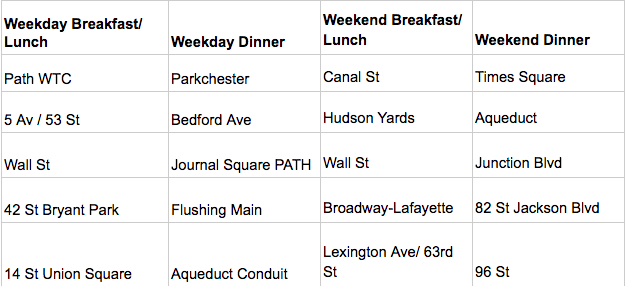 Weekday Breakfast/ Lunch Weekday Dinner Weekend Breakfast/ Lunch Weekend Dinner
Path WTC Parkchester Canal St Times Square
5 Av / 53 St Bedford Ave Hudson Yards Aqueduct
Wall St Journal Square PATH Wall St Junction Blvd
42 St Bryant Park Flushing Main Broadway-Lafayette 82 St Jackson Blvd
14 St Union Square Aqueduct Conduit Lexington Ave/ 63rd St 96 St